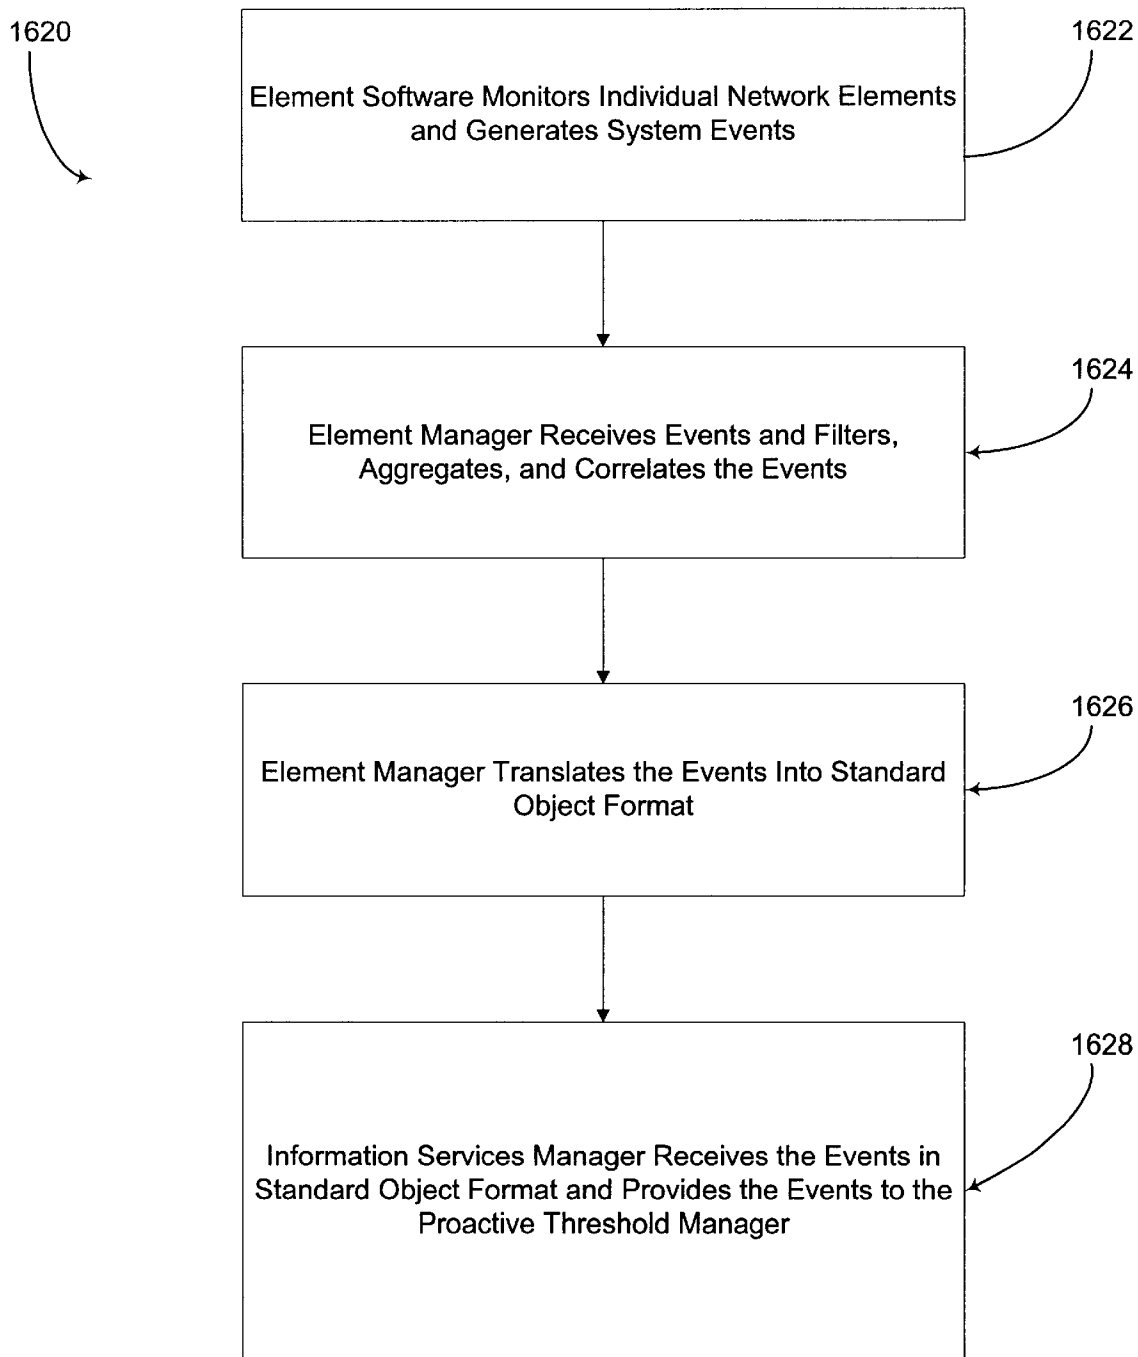 1620
1622
Element Software Monitors Individual Network Elements
and Generates System Events
1624
Element Manager Receives Events and Filters,
Aggregates, and Correlates the Events
1626
Element Manager Translates the Events Into Standard
Object Format
1628
Information Services Manager Receives the Events in
Standard Object Format and Provides the Events to the
Proactive Threshold Manager